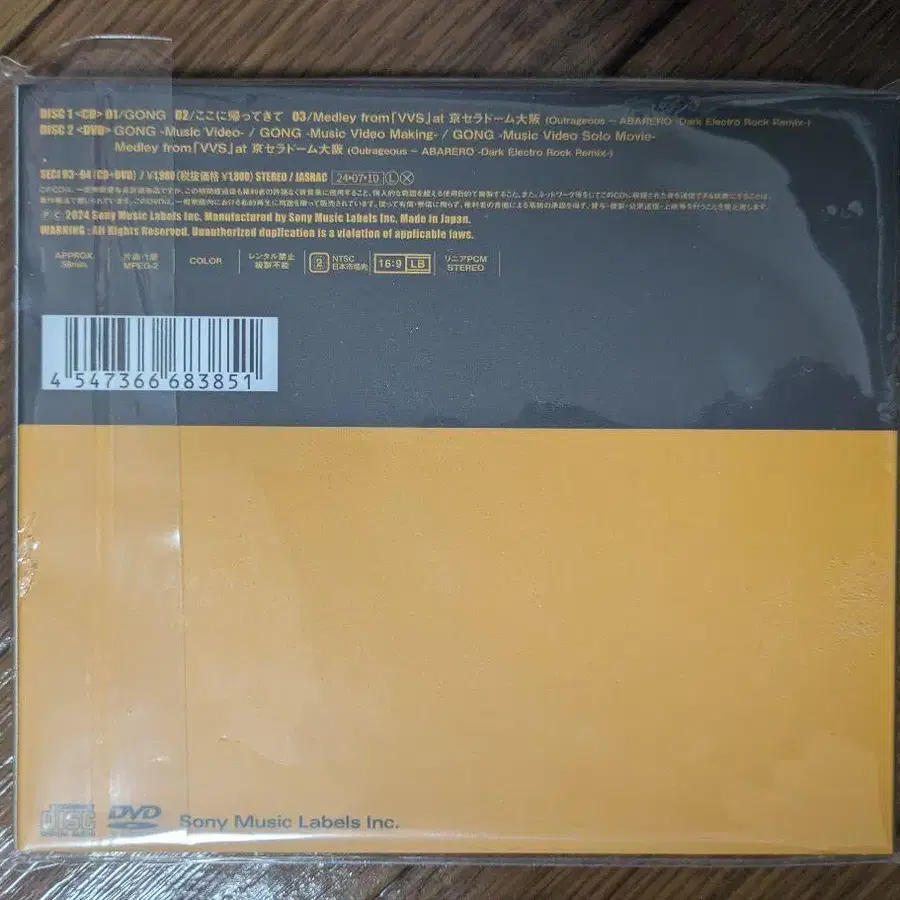 DISC 1 <CD> 01/GONG 02/ここに帰ってきて 03/Medley from「VVS」at 京セラドーム大阪 (Outrageous – ABARERO -Dark Electro Rock Remix-)
DISC 2 <DVD> GONG -Music Video- / GONG -Music Video Making- / GONG -Music Video Solo Movie-
Medley from「VVS」at 京セラドーム大阪 (Outrageous – ABARERO -Dark Electro Rock Remix-)
SECJ 93-94 (CD+DVD) / ¥1,980 (税抜価格 ¥1,800) STEREO / JASRAC 24・07・10 Ⓛ Ⓧ
Ⓟ Ⓒ 2024 Sony Music Labels Inc. Manufactured by Sony Music Labels Inc. Made in Japan.
WARNING : All Rights Reserved. Unauthorized duplication is a violation of applicable laws.
APPROX. 58min. 片面・1層 MPEG-2 COLOR レンタル禁止 複製不能 2 NTSC 日本市場向 16:9 LB リニアPCM STEREO
4 547366 683851
DISC DIGITAL AUDIO DVD Sony Music Labels Inc.